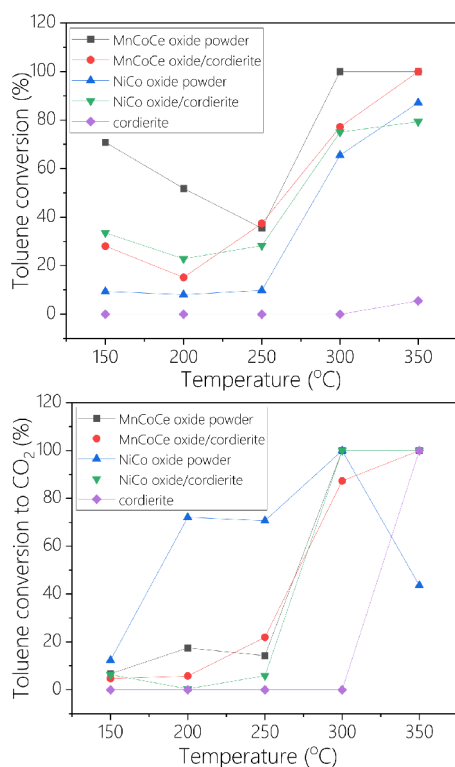 120
100
80
60
40
20
0
Toluene conversion (%)
MnCoCe oxide powder
MnCoCe oxide/cordierite
NiCo oxide powder
NiCo oxide/cordierite
cordierite
150 200 250 300 350
Temperature (°C)
120
100
80
60
40
20
0
Toluene conversion to CO₂ (%)
MnCoCe oxide powder
MnCoCe oxide/cordierite
NiCo oxide powder
NiCo oxide/cordierite
cordierite
150 200 250 300 350
Temperature (°C)